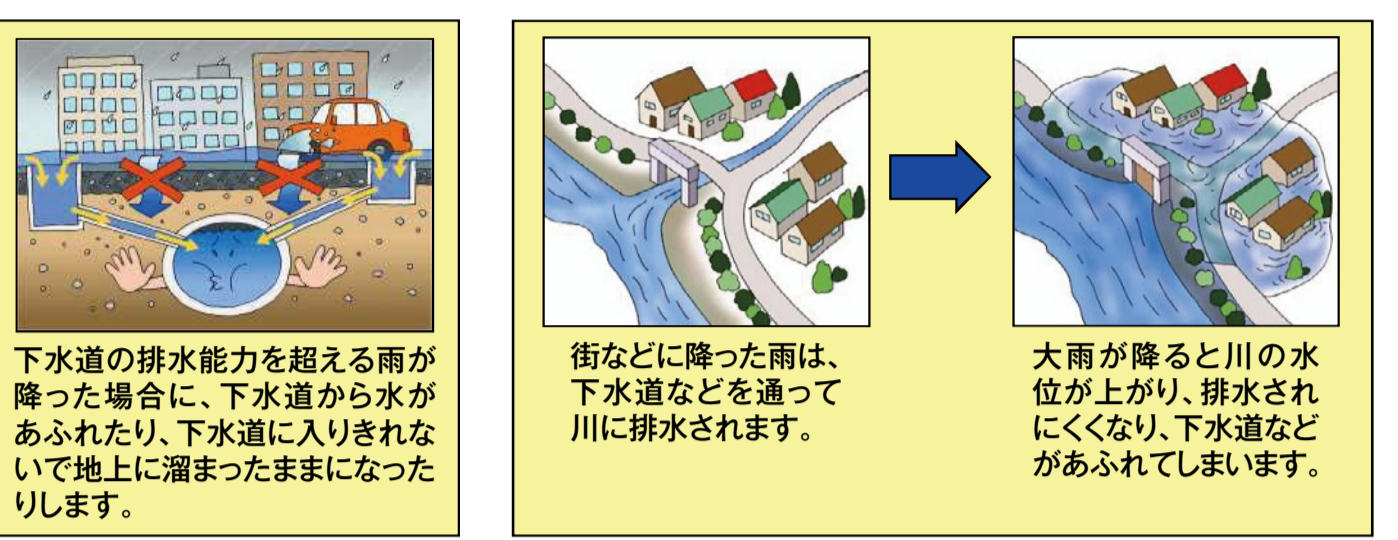 下水道の排水能力を超える雨が
降った場合に、下水道から水が
あふれたり、下水道に入りきれな
いで地上に溜まったままになった
りします。
街などに降った雨は、
下水道などを通って
川に排水されます。
大雨が降ると川の水
位が上がり、排水され
にくくなり、下水道など
があふれてしまいます。